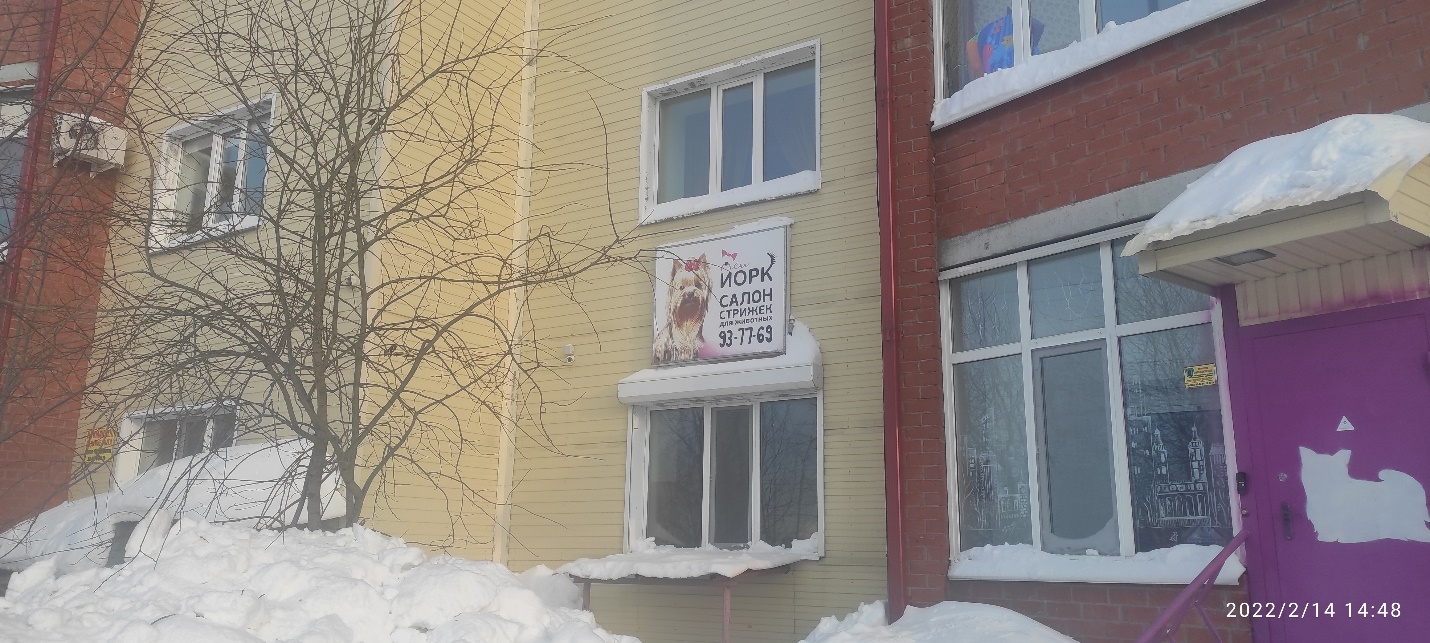 ЙОРК
САЛОН
СТРИЖЕК
ДЛЯ ЖИВОТНЫХ
93-77-69
2022/2/14 14:48